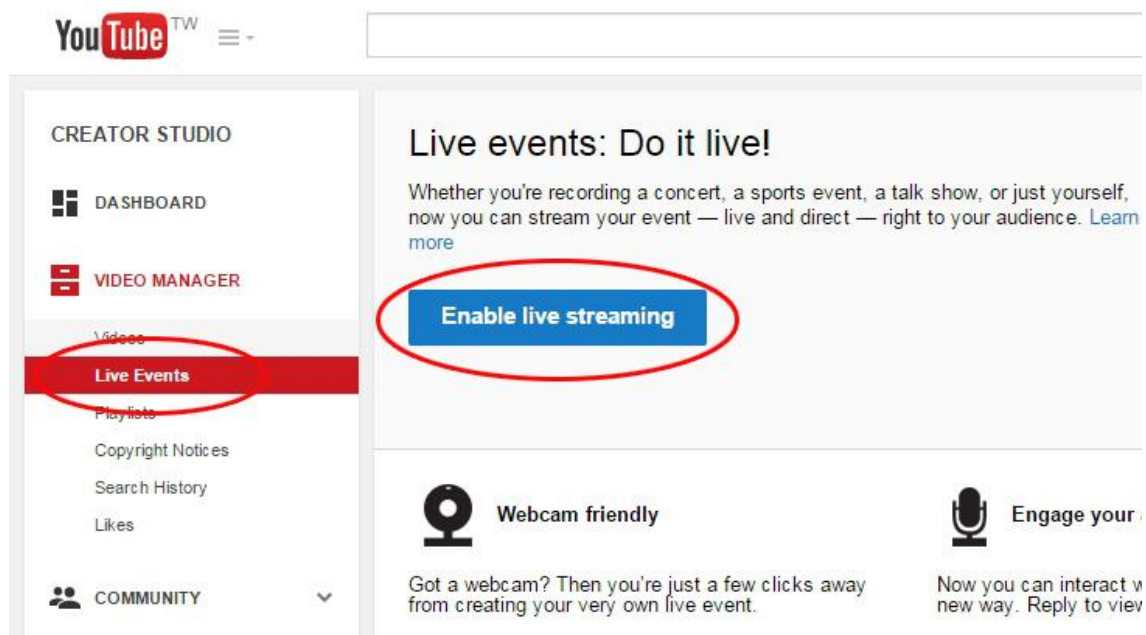 YouTube TW
CREATOR STUDIO
DASHBOARD
VIDEO MANAGER
Videos
Live Events
Playlists
Copyright Notices
Search History
Likes
COMMUNITY
Live events: Do it live!
Whether you're recording a concert, a sports event, a talk show, or just yourself,
now you can stream your event — live and direct — right to your audience. Learn
more
Enable live streaming
Webcam friendly
Got a webcam? Then you're just a few clicks away
from creating your very own live event.
Engage your
Now you can interact
new way. Reply to